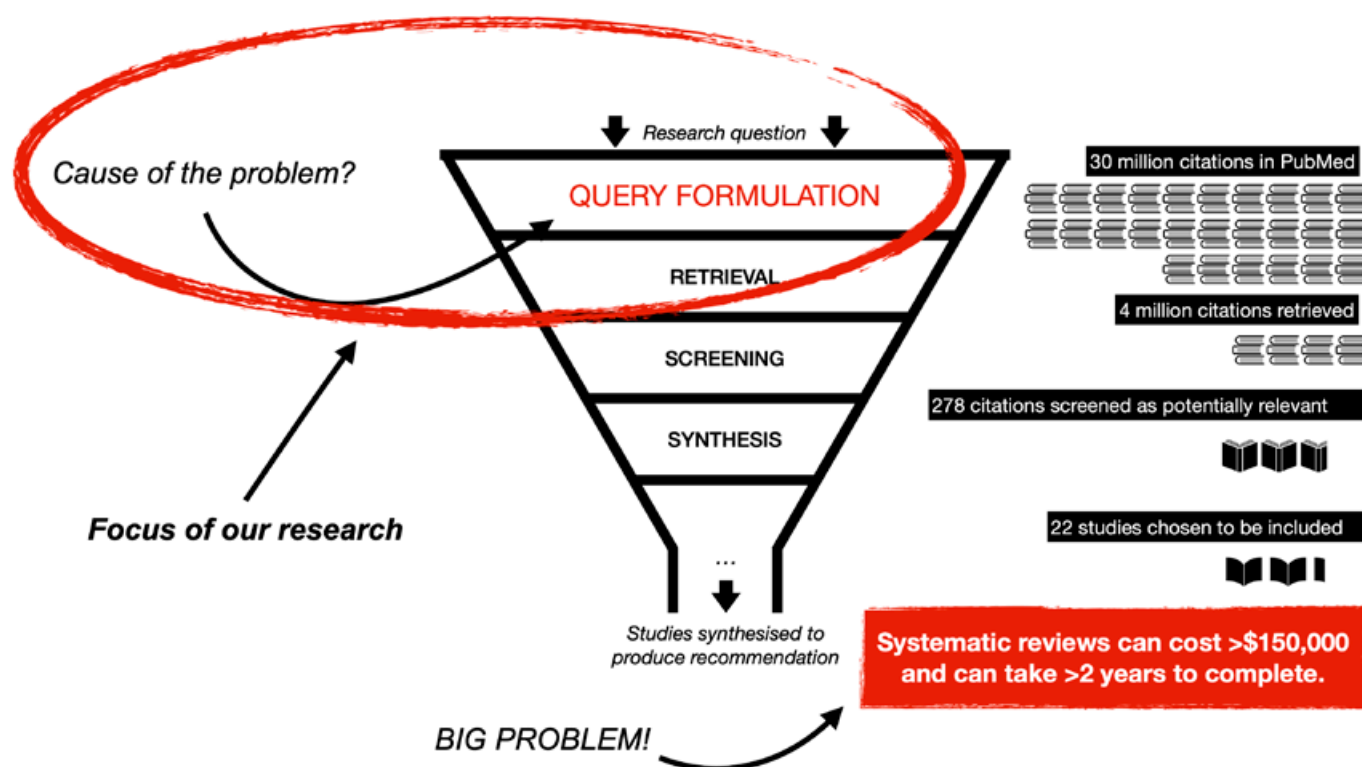 Research question
Cause of the problem?
QUERY FORMULATION
30 million citations in PubMed
RETRIEVAL
4 million citations retrieved
SCREENING
278 citations screened as potentially relevant
SYNTHESIS
Focus of our research
22 studies chosen to be included
...
Studies synthesised to
produce recommendation
Systematic reviews can cost >$150,000
and can take >2 years to complete.
BIG PROBLEM!